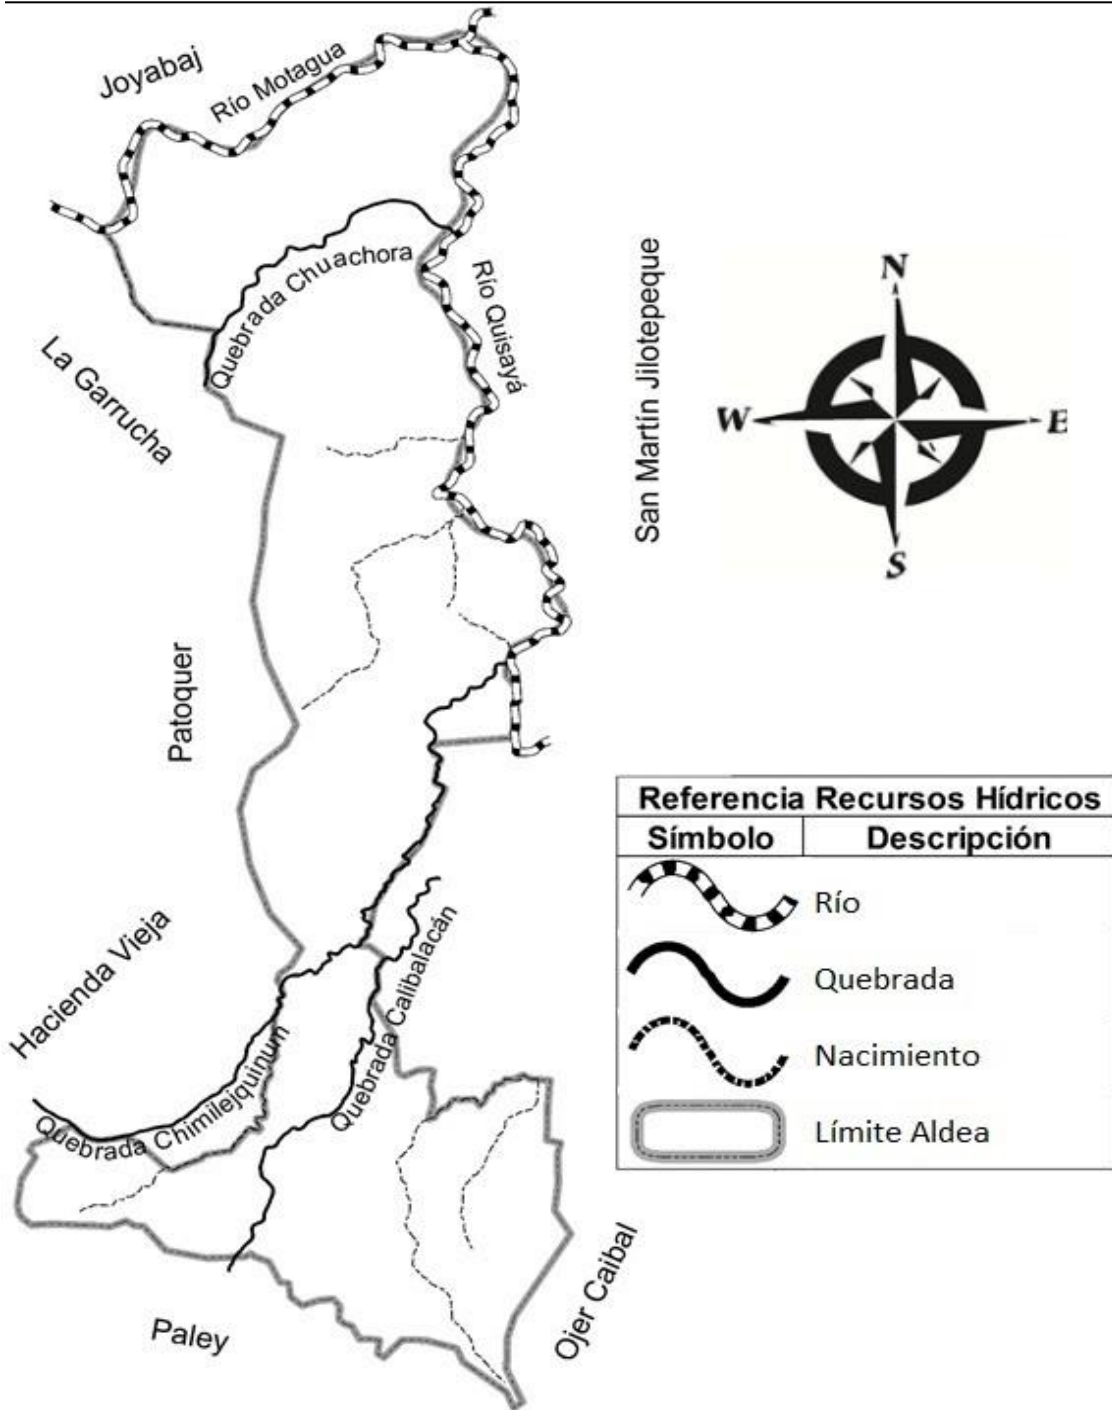 Joyabaj
Río Motagua
Quebrada Chuachora
Río Quisayá
San Martín Jilotepeque
La Garrucha
N
W
E
S
Patoquer
Referencia Recursos Hídricos
Símbolo Descripción
Río
Quebrada
Nacimiento
Límite Aldea
Hacienda Vieja
Quebrada Calibalacán
Quebrada Chimilejquinum
Ojer Caibal
Paley